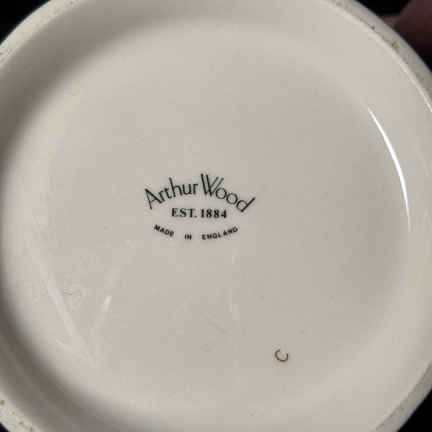 Arthur Wood
EST. 1884
MADE IN ENGLAND
C